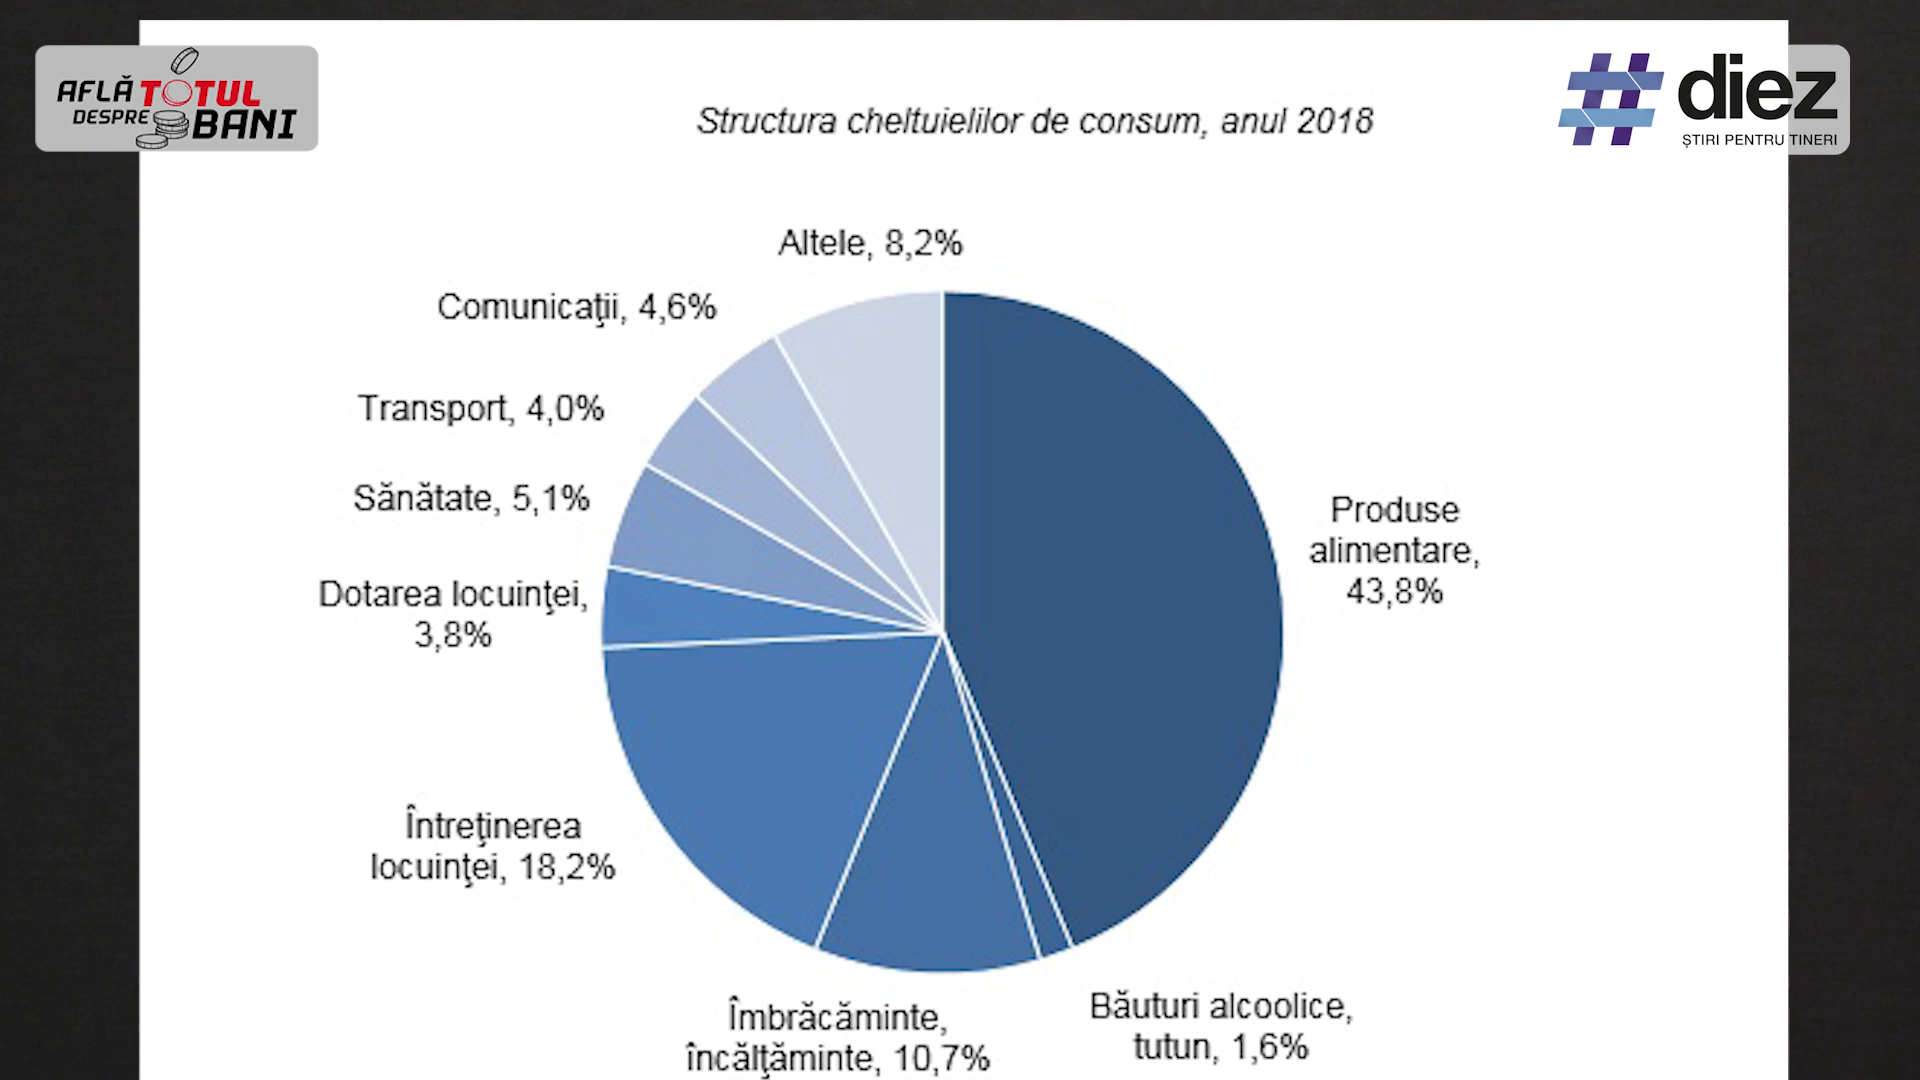 AFLĂ TOTUL
DESPRE BANI
#diez
ȘTIRI PENTRU TINERI
Structura cheltuielilor de consum, anul 2018
Altele, 8,2%
Comunicaţii, 4,6%
Transport, 4,0%
Sănătate, 5,1%
Dotarea locuinţei,
3,8%
Produse
alimentare,
43,8%
Întreţinerea
locuinţei, 18,2%
Îmbrăcăminte,
încălţăminte, 10,7%
Băuturi alcoolice,
tutun, 1,6%